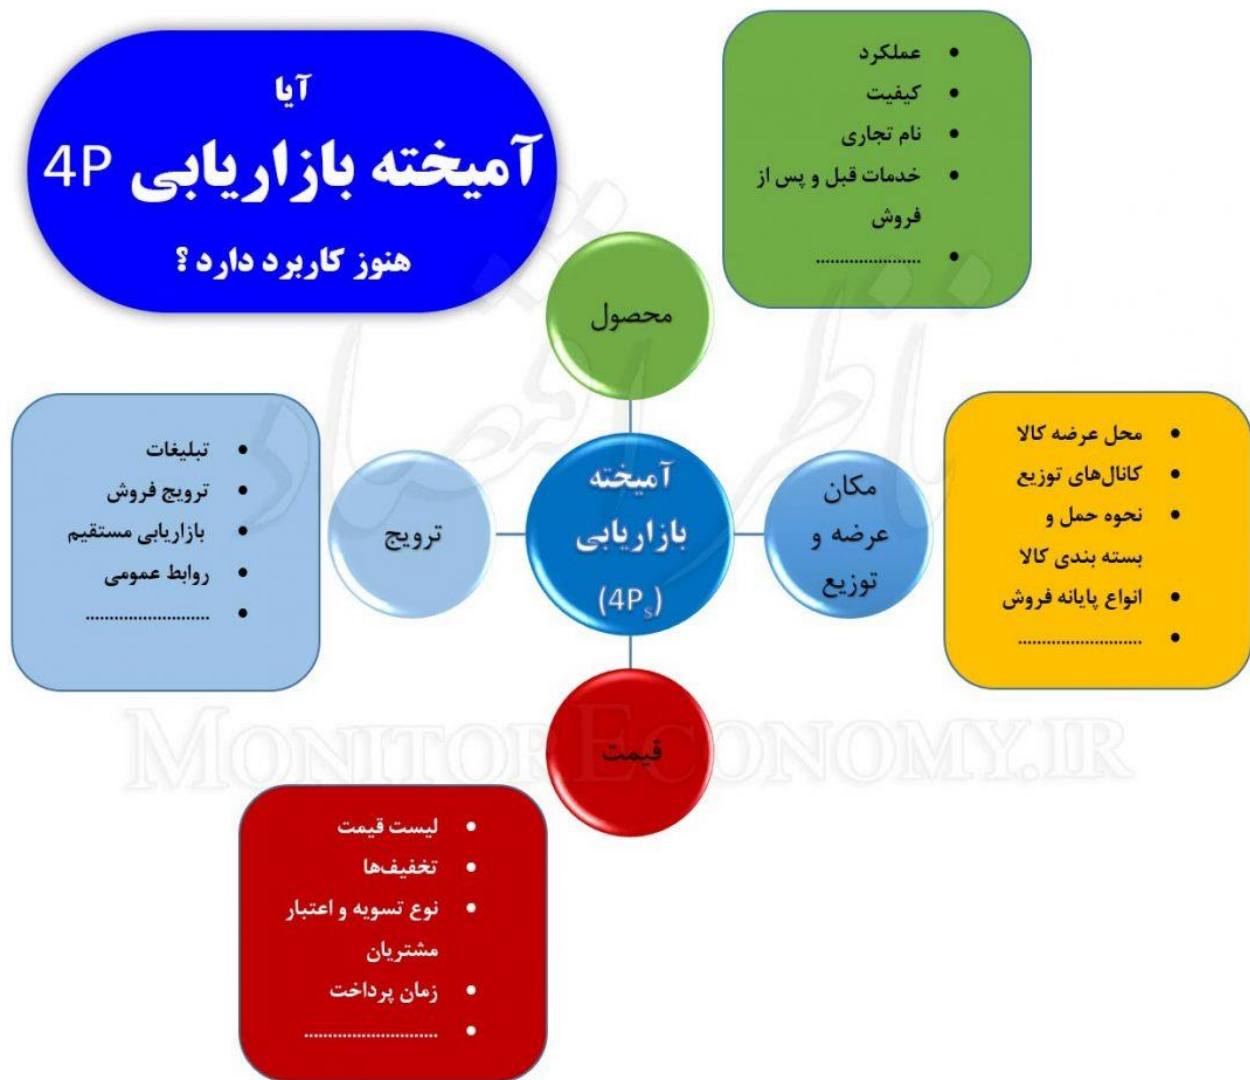 آیا
آمیخته بازاریابی 4P
هنوز کاربرد دارد ؟
• عملکرد
• کیفیت
• نام تجاری
• خدمات قبل و پس از
فروش
• ......................
محصول
• محل عرضه کالا
• کانال‌های توزیع
• نحوه حمل و
بسته بندی کالا
• انواع پایانه فروش
• ..........................
مکان
عرضه و
توزیع
آمیخته
بازاریابی
(4Ps)
ترویج
• تبلیغات
• ترویج فروش
• بازاریابی مستقیم
• روابط عمومی
• ..........................
قیمت
• لیست قیمت
• تخفیف‌ها
• نوع تسویه و اعتبار
مشتریان
• زمان پرداخت
• ............................
ناظر اقتصاد
MONITORECONOMY.IR